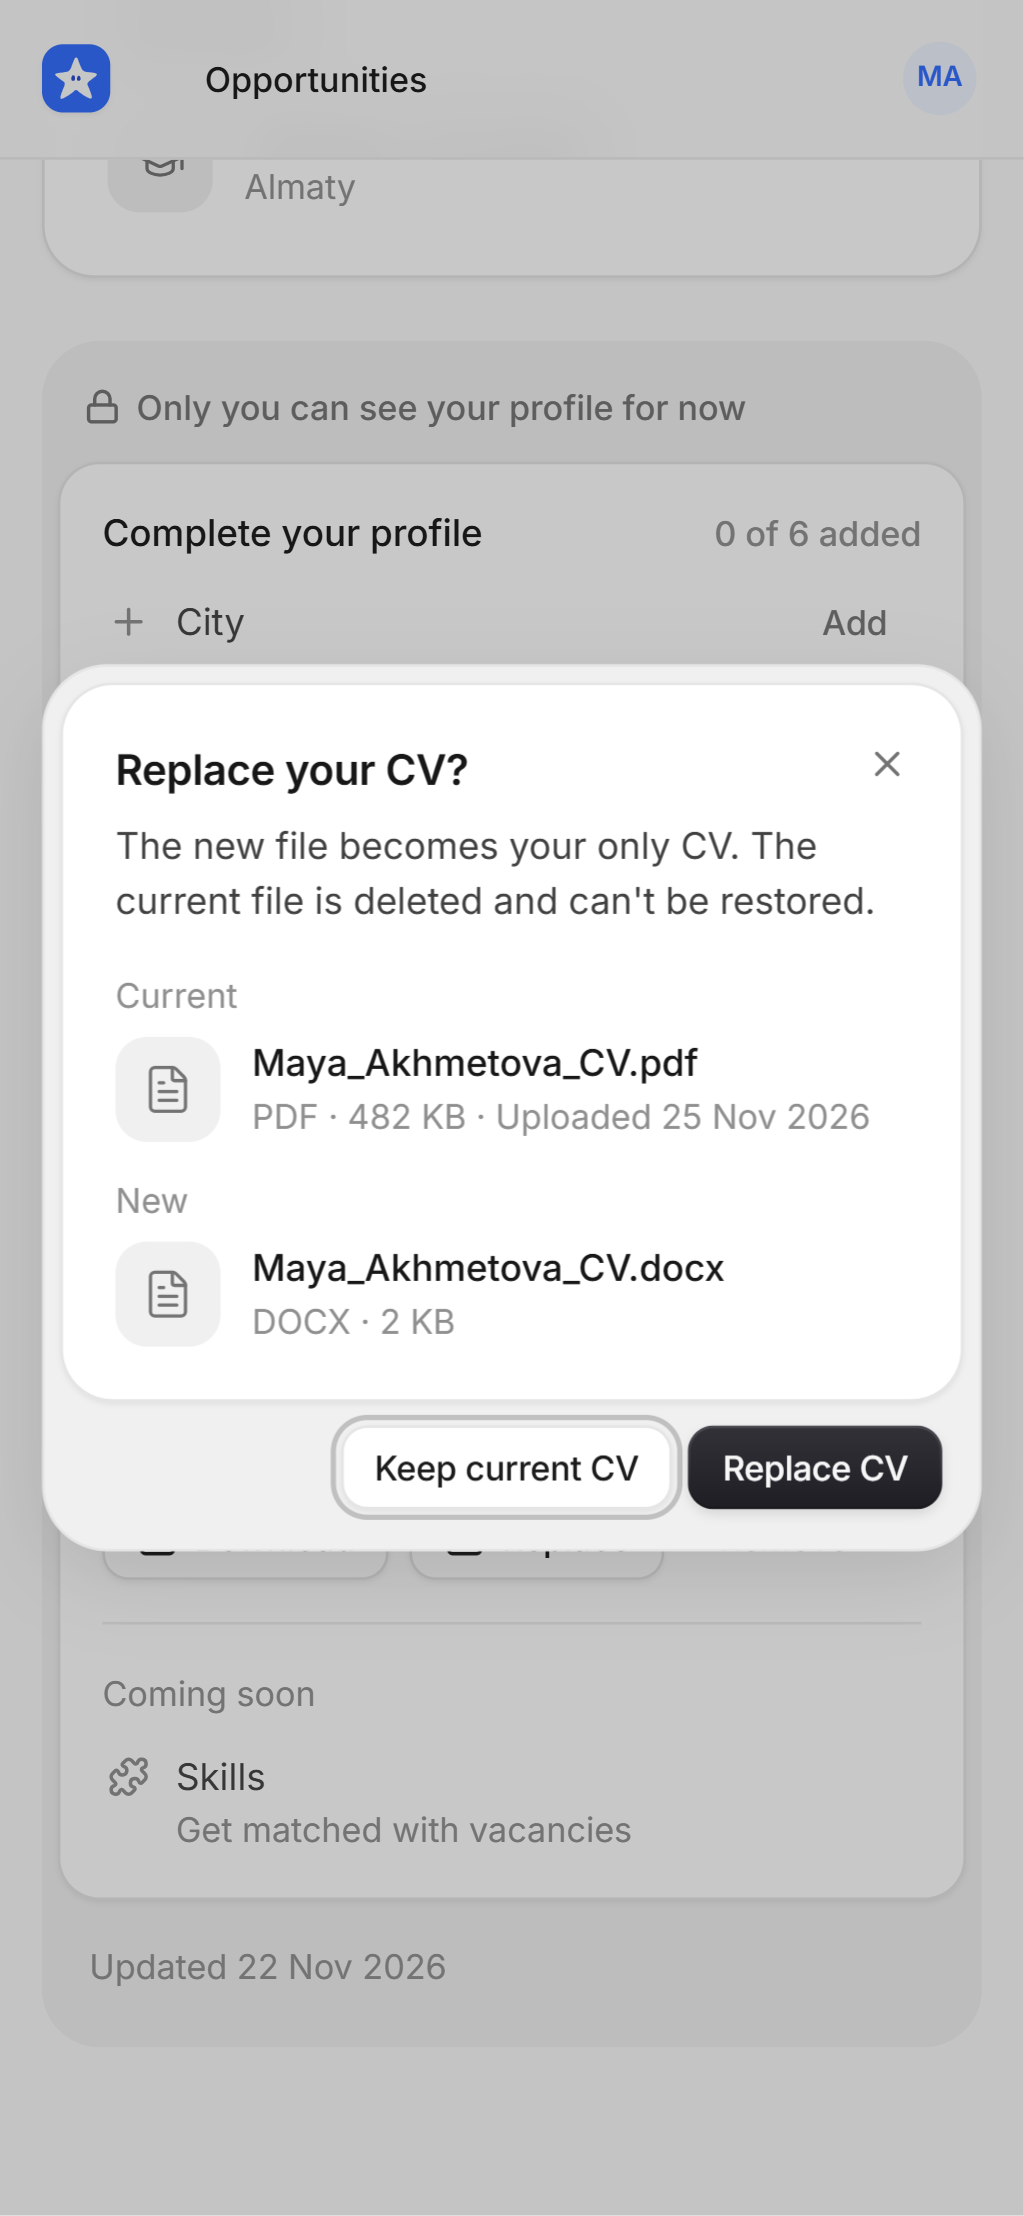 Opportunities
MA
Almaty
Only you can see your profile for now
Complete your profile
0 of 6 added
City
Add
Replace your CV?
The new file becomes your only CV. The
current file is deleted and can't be restored.
Current
Maya_Akhmetova_CV.pdf
PDF · 482 KB · Uploaded 25 Nov 2026
New
Maya_Akhmetova_CV.docx
DOCX · 2 KB
Keep current CV
Replace CV
Coming soon
Skills
Get matched with vacancies
Updated 22 Nov 2026